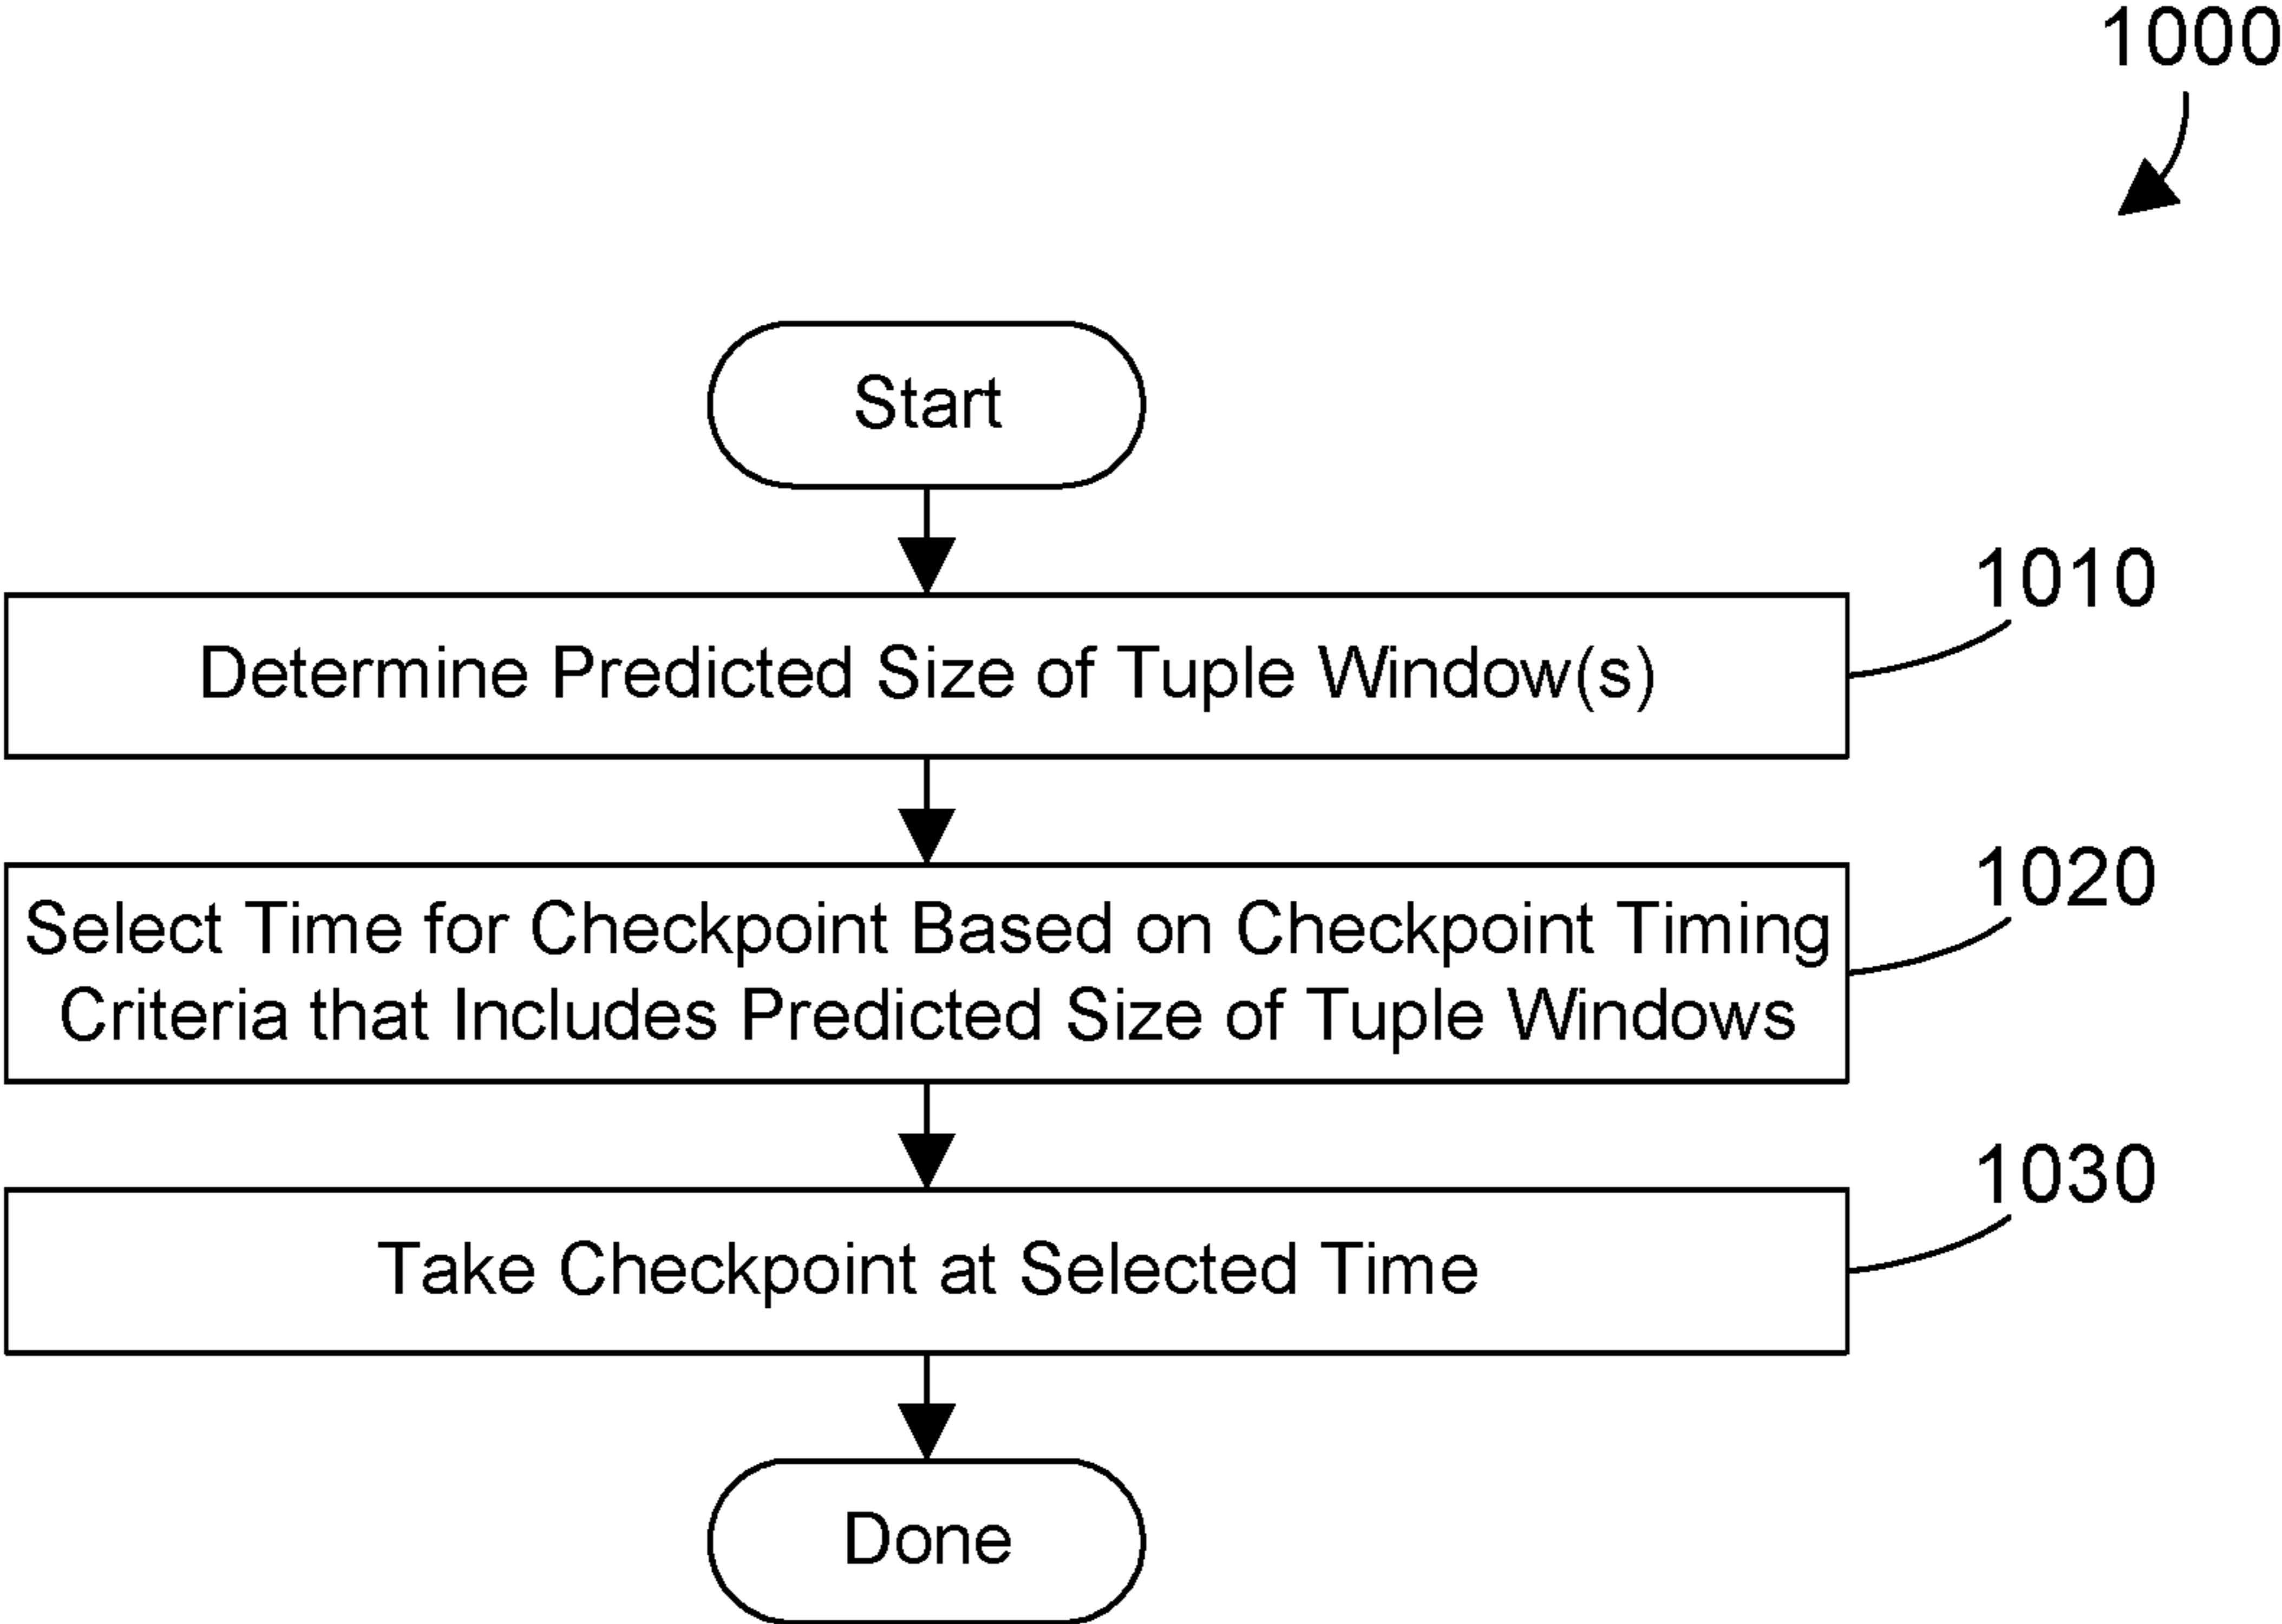 1000
Start
1010
Determine Predicted Size of Tuple Window(s)
1020
Select Time for Checkpoint Based on Checkpoint Timing
Criteria that Includes Predicted Size of Tuple Windows
1030
Take Checkpoint at Selected Time
Done